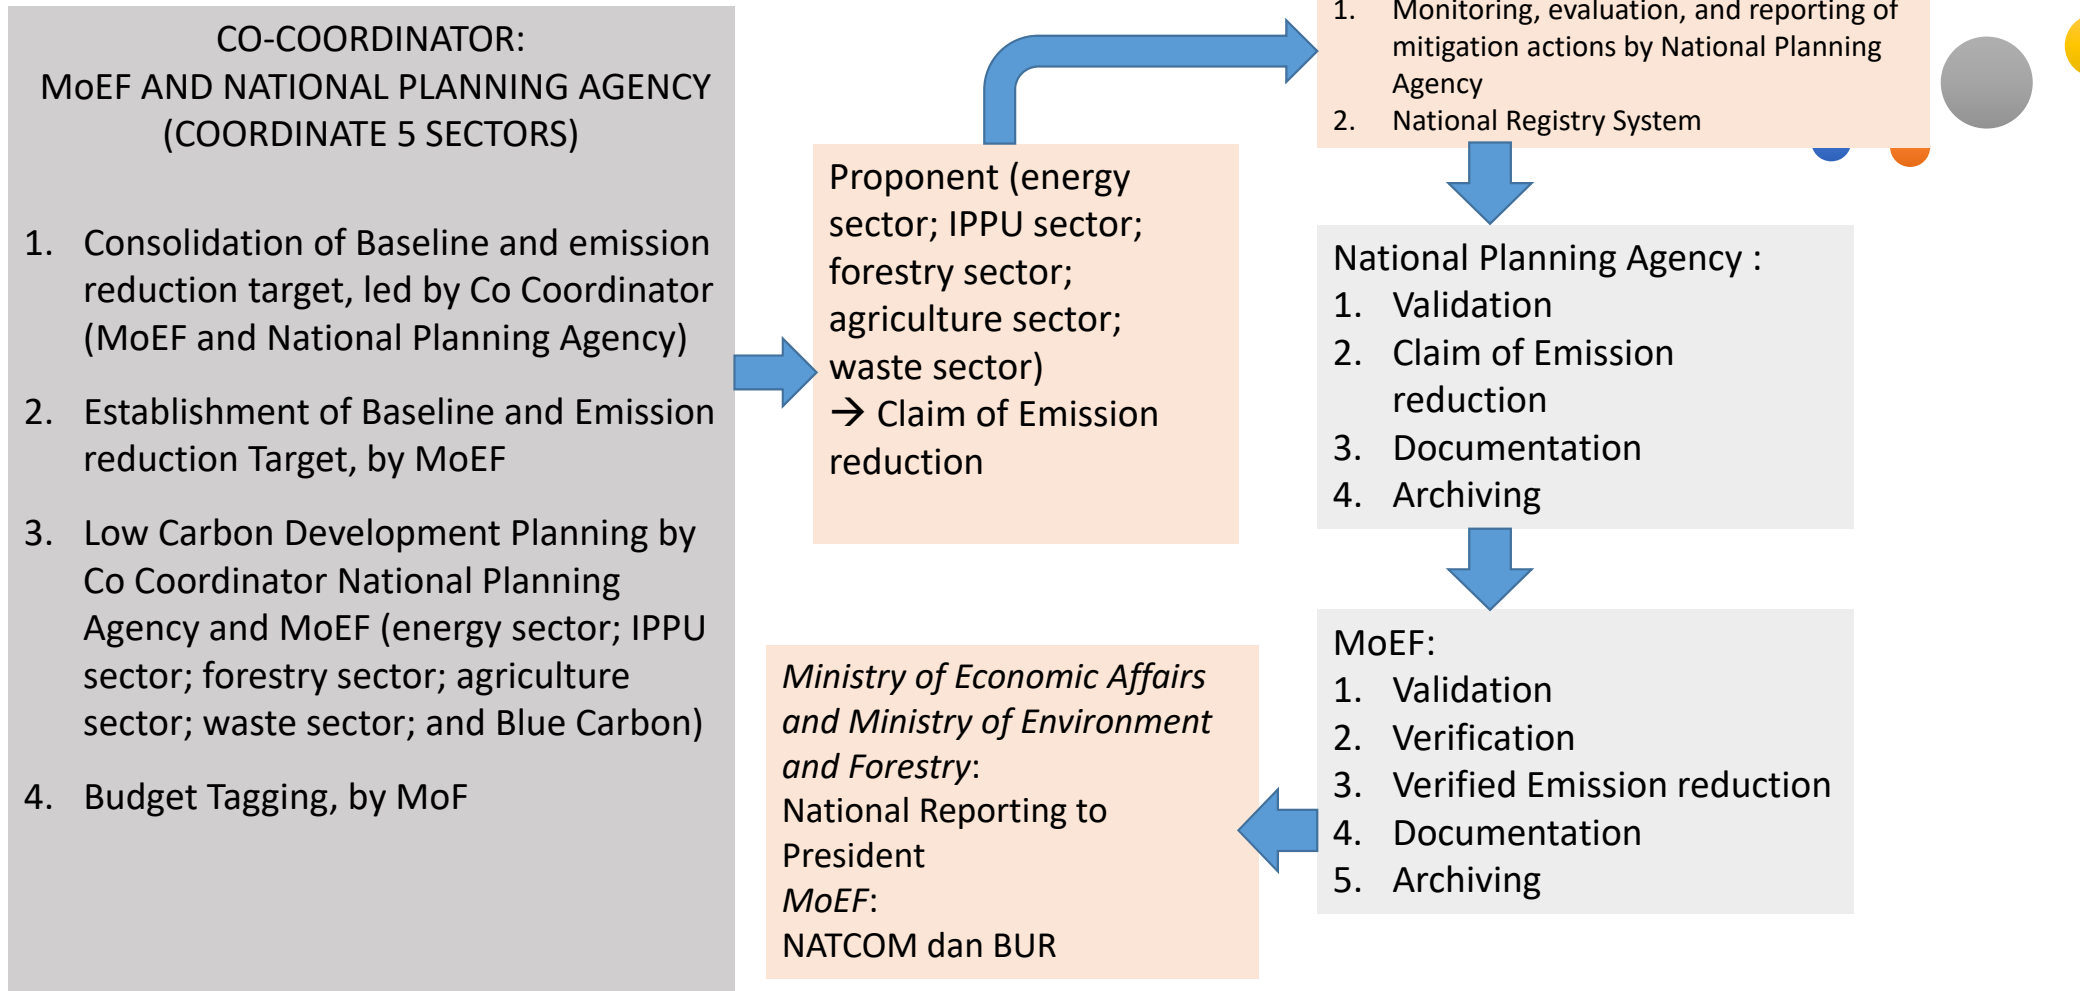 CO-COORDINATOR:
MoEF AND NATIONAL PLANNING AGENCY
(COORDINATE 5 SECTORS)
1. Consolidation of Baseline and emission
reduction target, led by Co Coordinator
(MoEF and National Planning Agency)
2. Establishment of Baseline and Emission
reduction Target, by MoEF
3. Low Carbon Development Planning by
Co Coordinator National Planning
Agency and MoEF (energy sector; IPPU
sector; forestry sector; agriculture
sector; waste sector; and Blue Carbon)
4. Budget Tagging, by MoF
Proponent (energy
sector; IPPU sector;
forestry sector;
agriculture sector;
waste sector)
→ Claim of Emission
reduction
1. Monitoring, evaluation, and reporting of
mitigation actions by National Planning
Agency
2. National Registry System
National Planning Agency :
1. Validation
2. Claim of Emission
reduction
3. Documentation
4. Archiving
MoEF:
1. Validation
2. Verification
3. Verified Emission reduction
4. Documentation
5. Archiving
Ministry of Economic Affairs
and Ministry of Environment
and Forestry:
National Reporting to
President
MoEF:
NATCOM dan BUR